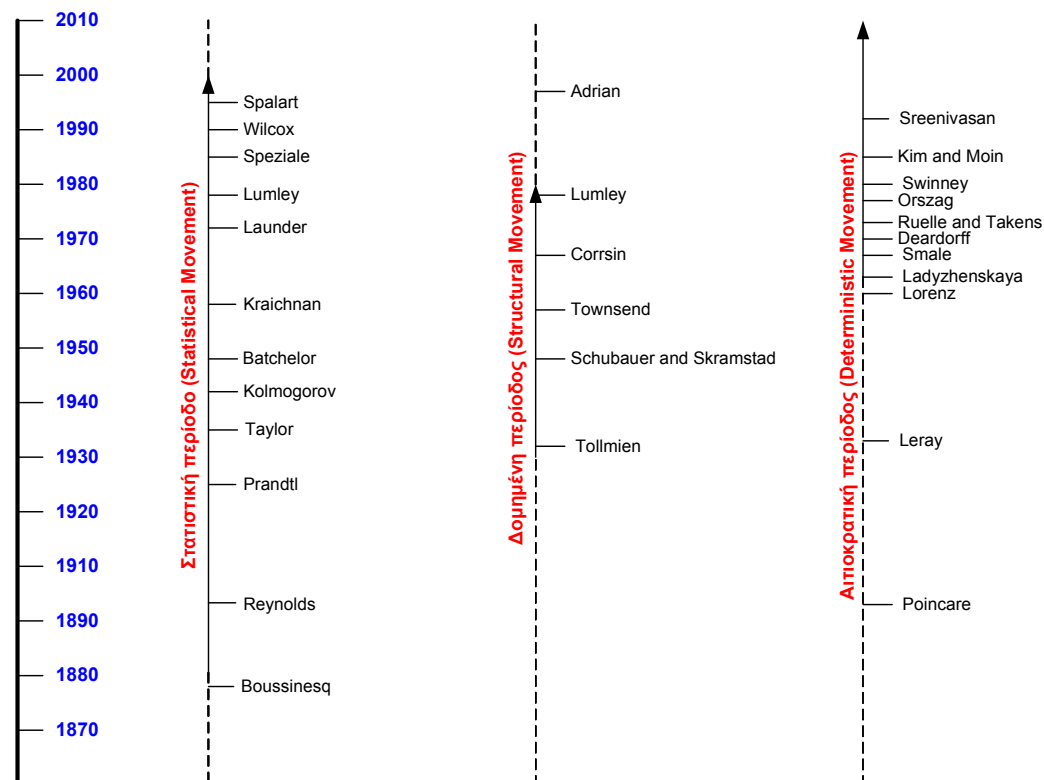 2010
2000
1990
1980
1970
1960
1950
1940
1930
1920
1910
1900
1890
1880
1870
Στατιστική περίοδο (Statistical Movement)
Spalart
Wilcox
Speziale
Lumley
Launder
Kraichnan
Batchelor
Kolmogorov
Taylor
Prandtl
Reynolds
Boussinesq
Δομημένη περίοδος (Structural Movement)
Adrian
Lumley
Corrsin
Townsend
Schubauer and Skramstad
Tollmien
Αιτιοκρατική περίοδος (Deterministic Movement)
Sreenivasan
Kim and Moin
Swinney
Orszag
Ruelle and Takens
Deardorff
Smale
Ladyzhenskaya
Lorenz
Leray
Poincare